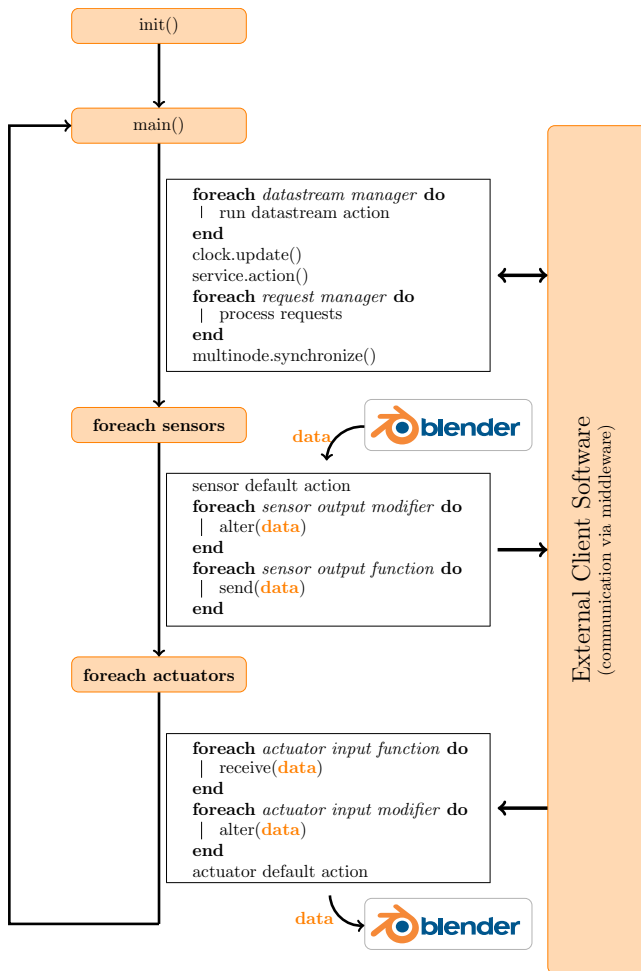 init()
main()
foreach datastream manager do
run datastream action
end
clock.update()
service.action()
foreach request manager do
process requests
end
multinode.synchronize()
foreach sensors
data
blender
sensor default action
foreach sensor output modifier do
alter(data)
end
foreach sensor output function do
send(data)
end
foreach actuators
foreach actuator input function do
receive(data)
end
foreach actuator input modifier do
alter(data)
end
actuator default action
data
blender
External Client Software
(communication via middleware)